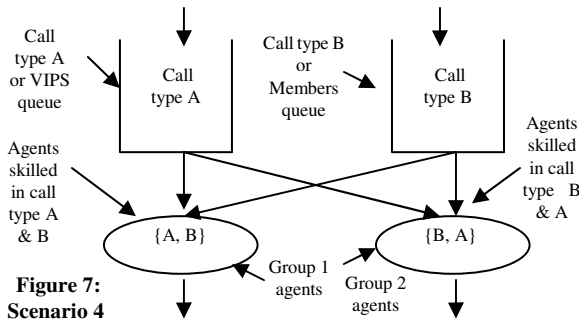 Call
type A
or VIPS
queue
Call
type A
Call type B
or
Members
queue
Call
type B
Agents
skilled
in call
type A
& B
Agents
skilled
in call
type B
& A
{A, B}
{B, A}
Group 1
agents
Group 2
agents
Figure 7:
Scenario 4